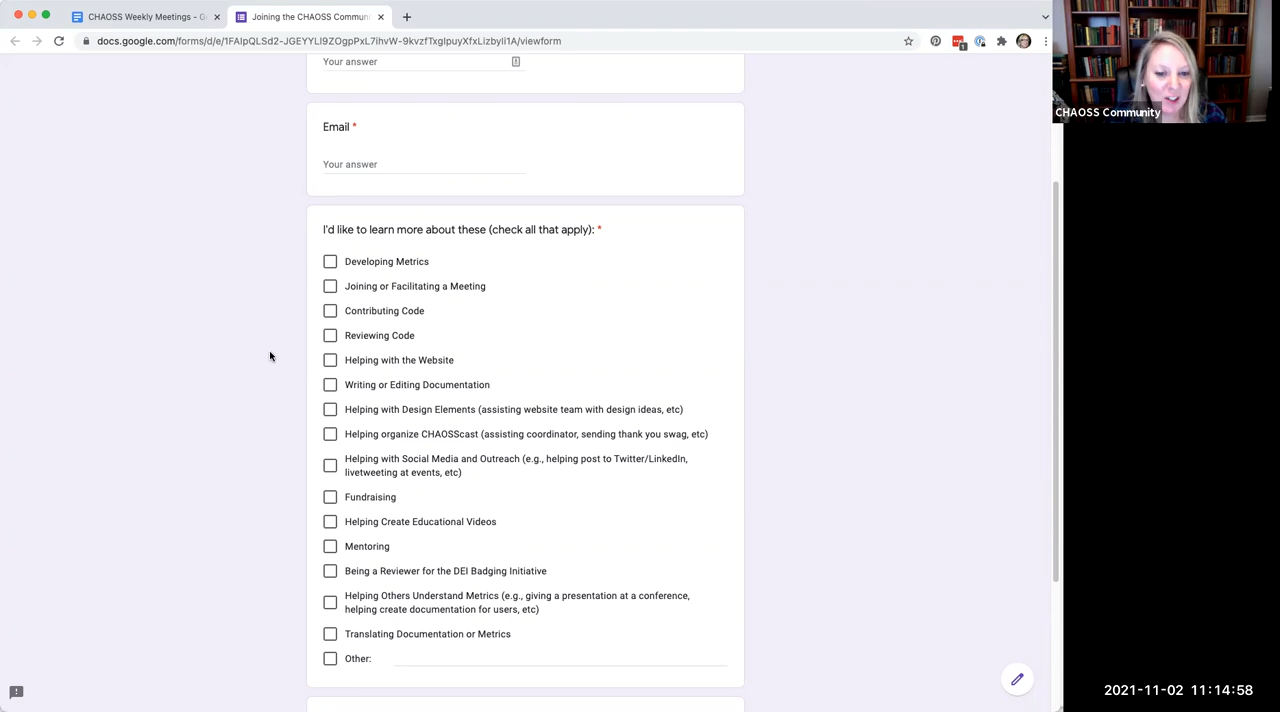 CHAOSS Weekly Meetings - G
Joining the CHAOSS Commun
docs.google.com/forms/d/e/1FAIpQLSd2-JGEYYLl9ZOgpPxL7ihvW-9kvzfTxgIpuyXfxLizbyIi1A/viewform
1
Your answer
Email *
Your answer
I'd like to learn more about these (check all that apply): *
Developing Metrics
Joining or Facilitating a Meeting
Contributing Code
Reviewing Code
Helping with the Website
Writing or Editing Documentation
Helping with Design Elements (assisting website team with design ideas, etc)
Helping organize CHAOSScast (assisting coordinator, sending thank you swag, etc)
Helping with Social Media and Outreach (e.g., helping post to Twitter/LinkedIn,
livetweeting at events, etc)
Fundraising
Helping Create Educational Videos
Mentoring
Being a Reviewer for the DEI Badging Initiative
Helping Others Understand Metrics (e.g., giving a presentation at a conference,
helping create documentation for users, etc)
Translating Documentation or Metrics
Other:
CHAOSS Community
2021-11-02 11:14:58